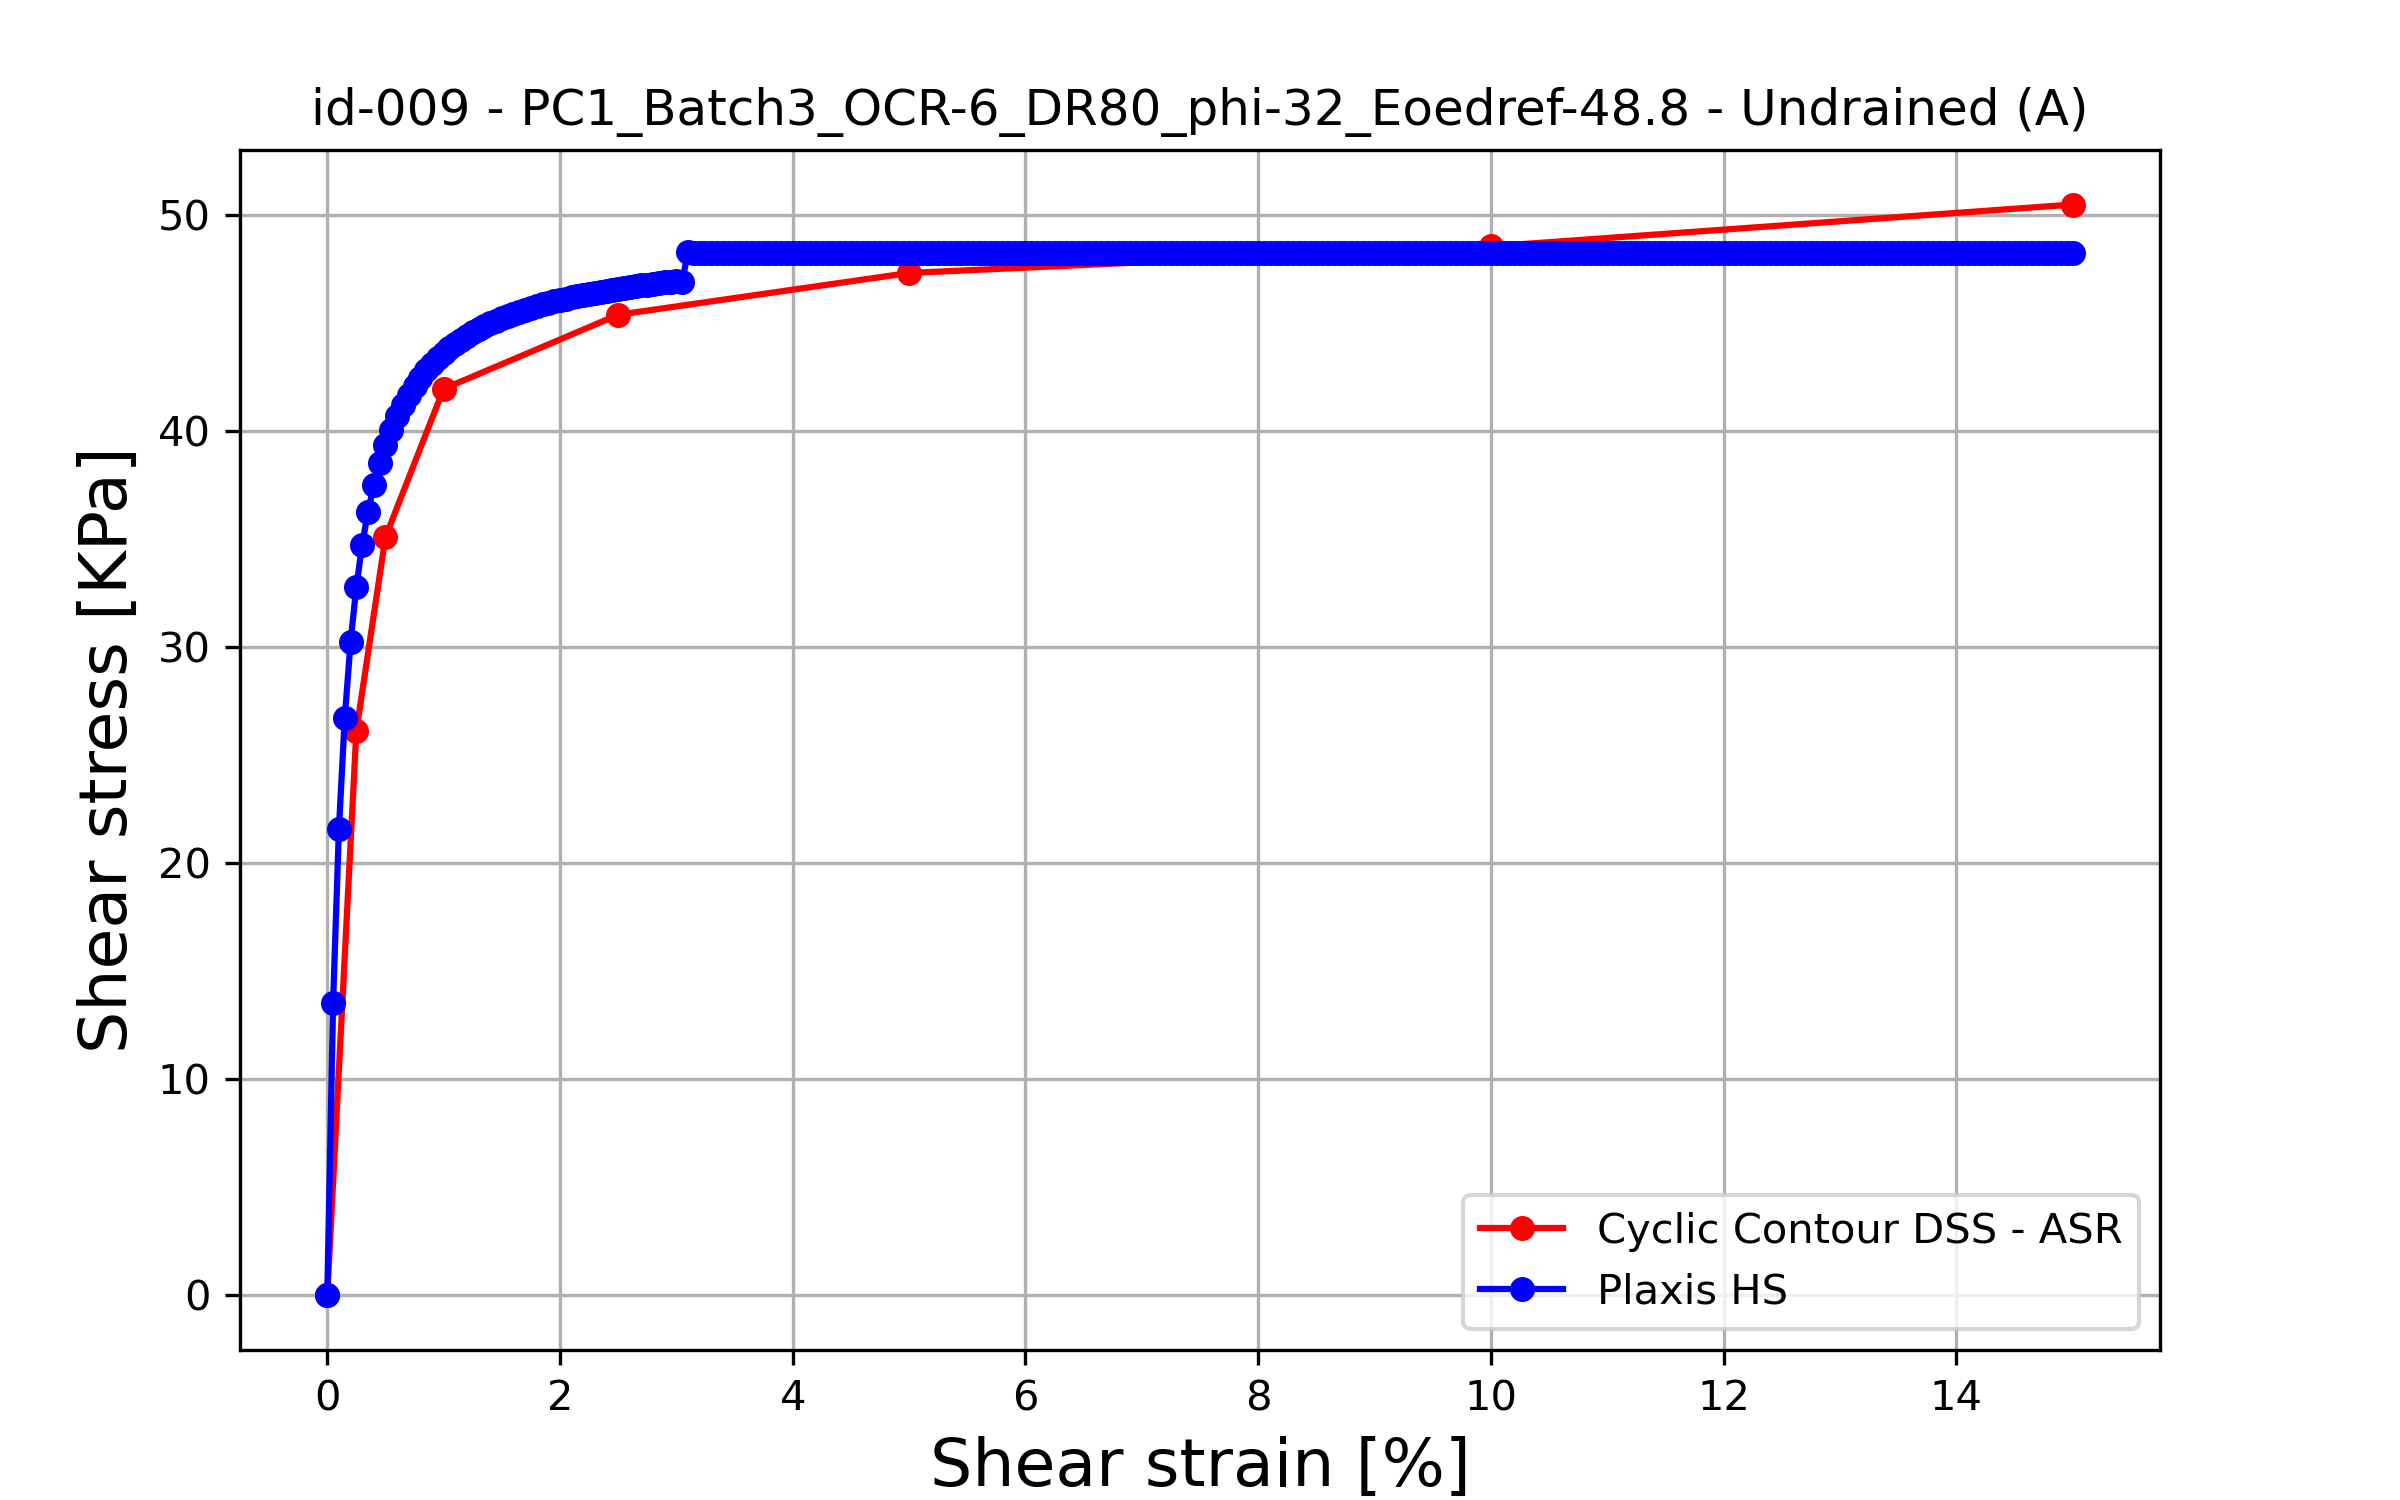 id-009 - PC1_Batch3_OCR-6_DR80_phi-32_Eoedref-48.8 - Undrained (A)
50
40
30
20
10
0
Shear stress [KPa]
0 2 4 6 8 10 12 14
Shear strain [%]
Cyclic Contour DSS - ASR
Plaxis HS